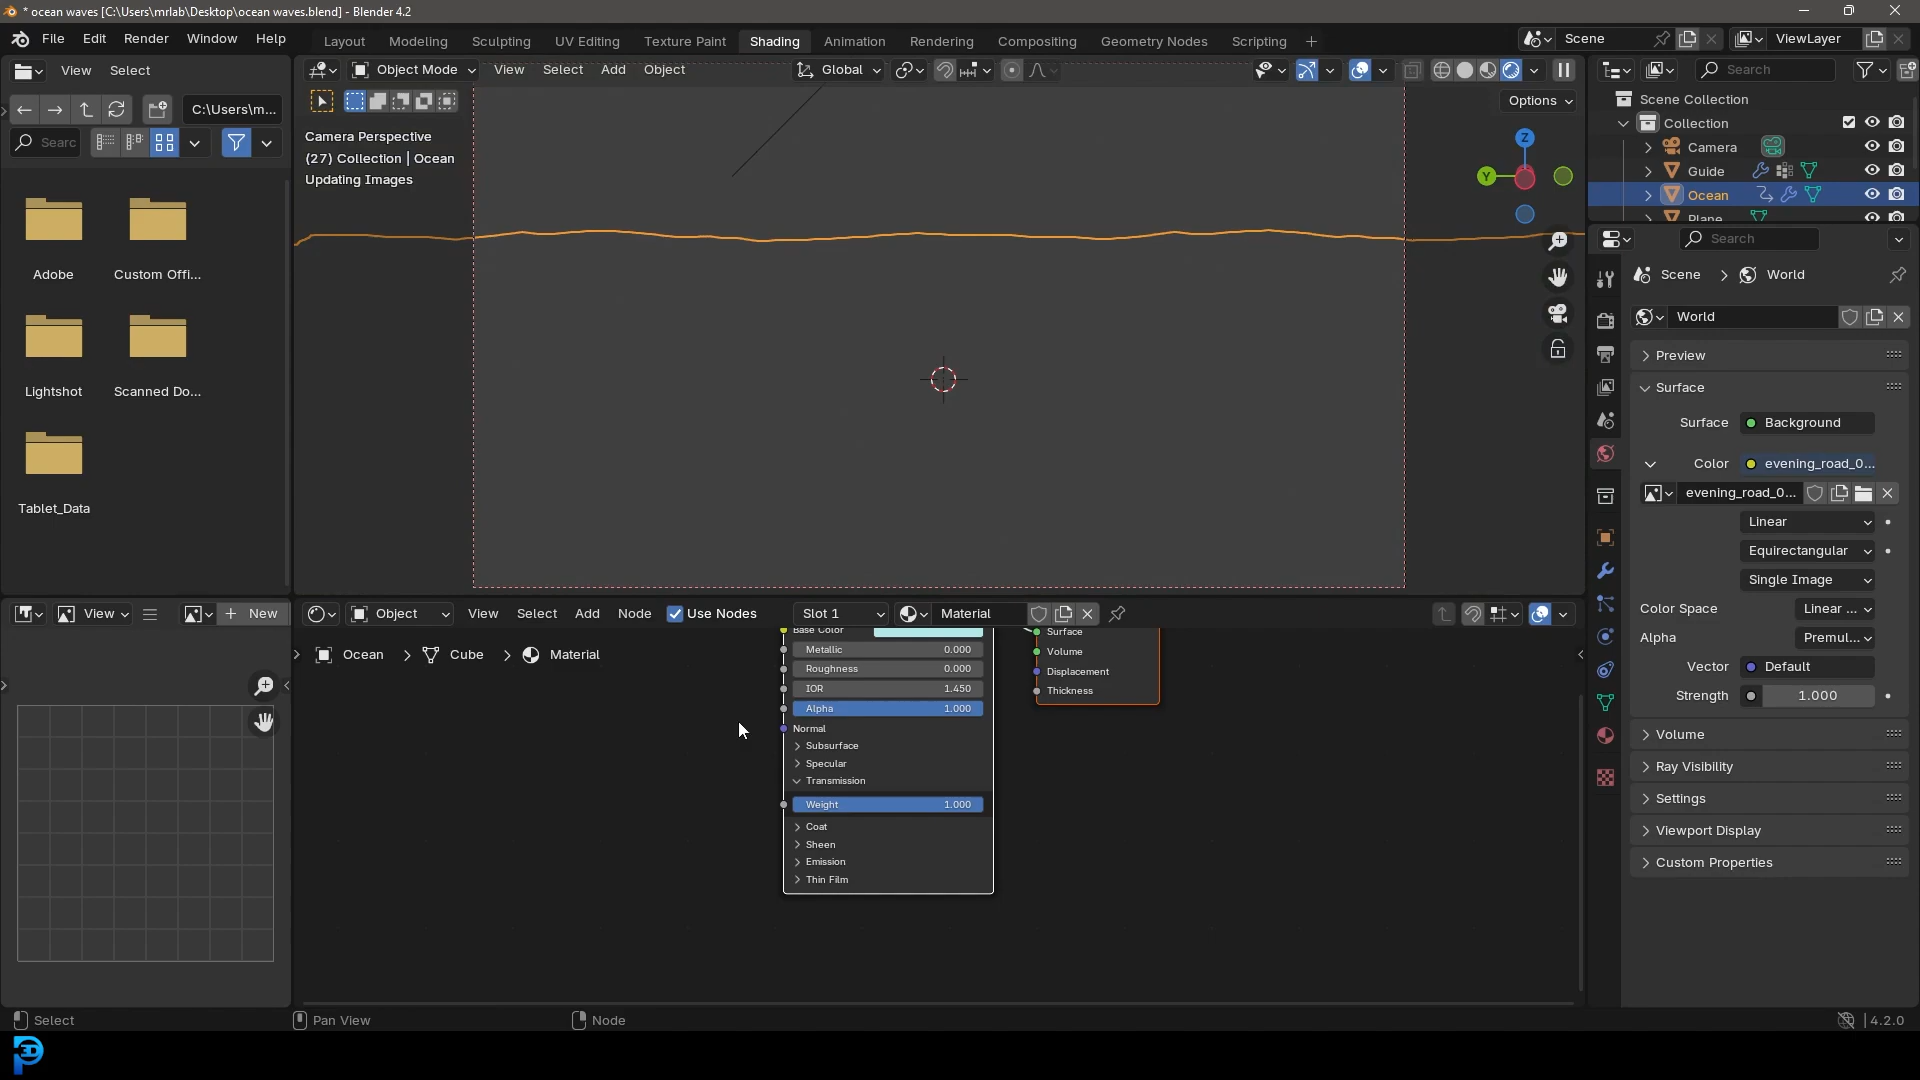 * ocean waves [C:\Users\mrlab\Desktop\ocean waves.blend] - Blender 4.2
File Edit Render Window Help
Layout Modeling Sculpting UV Editing Texture Paint Shading Animation Rendering Compositing Geometry Nodes Scripting +
Scene
ViewLayer
View Select
Object Mode View Select Add Object
Global
Search
C:\Users\m...
Searc
Options
Camera Perspective
(27) Collection | Ocean
Updating Images
Z
Y
Scene Collection
Collection
Camera
Guide
Ocean
Plane
Adobe
Custom Offi...
Lightshot
Scanned Do...
Tablet_Data
Search
Scene > World
World
Preview
Surface
Surface Background
Color evening_road_0...
evening_road_0...
Linear
Equirectangular
Single Image
Color Space Linear ...
Alpha Premul...
Vector Default
Strength 1.000
Volume
Ray Visibility
Settings
Viewport Display
Custom Properties
View
+ New
Object View Select Add Node Use Nodes Slot 1 Material
Ocean > Cube > Material
Base Color
Metallic 0.000
Roughness 0.000
IOR 1.450
Alpha 1.000
Normal
Subsurface
Specular
Transmission
Weight 1.000
Coat
Sheen
Emission
Thin Film
Surface
Volume
Displacement
Thickness
Select
Pan View
Node
4.2.0
3D